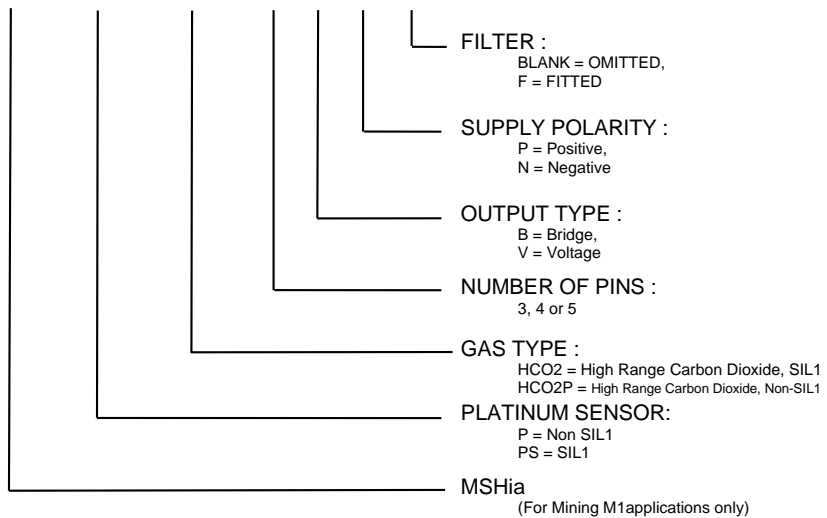 FILTER :
BLANK = OMITTED,
F = FITTED
SUPPLY POLARITY :
P = Positive,
N = Negative
OUTPUT TYPE :
B = Bridge,
V = Voltage
NUMBER OF PINS :
3, 4 or 5
GAS TYPE :
HCO2 = High Range Carbon Dioxide, SIL1
HCO2P = High Range Carbon Dioxide, Non-SIL1
PLATINUM SENSOR:
P = Non SIL1
PS = SIL1
MSHia
(For Mining M1applications only)